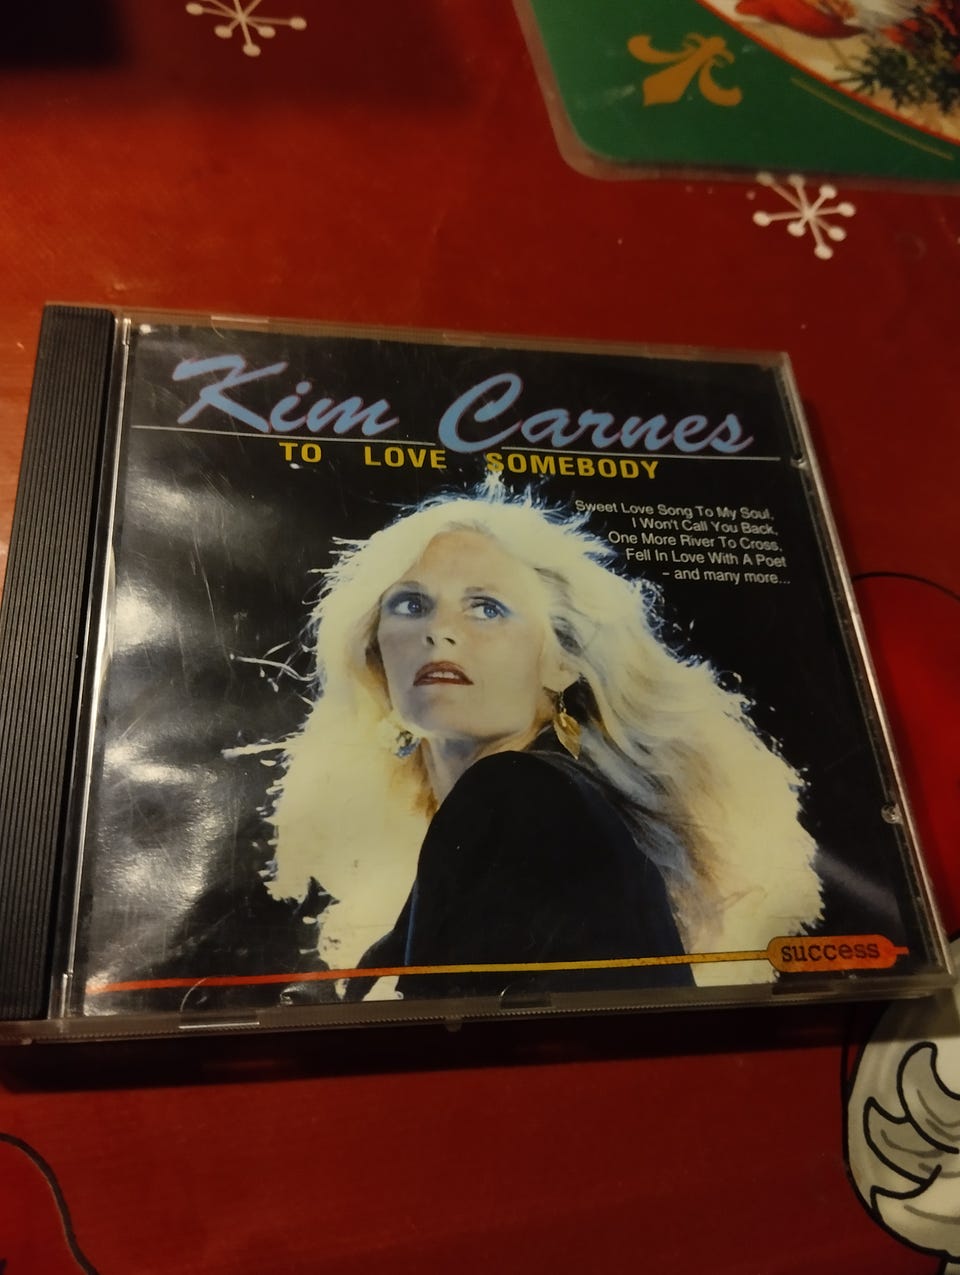 Kim Carnes
TO LOVE SOMEBODY
Sweet Love Song To My Soul,
I Won't Call You Back,
One More River To Cross,
Fell In Love With A Poet
– and many more...
success